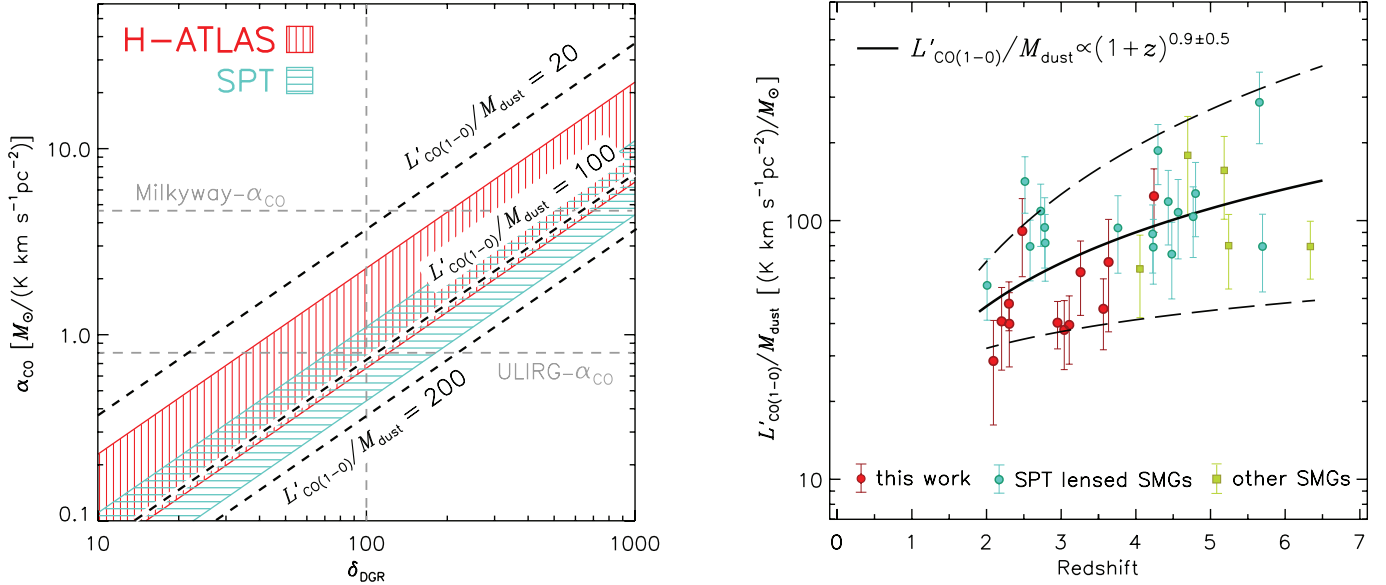 H−ATLAS
SPT
L′CO(1−0)/Mdust = 20
L′CO(1−0)/Mdust = 100
L′CO(1−0)/Mdust = 200
Milkyway−αCO
ULIRG−αCO
αCO [M⊙/(K km s⁻¹pc⁻²)]
10.0
1.0
0.1
10
100
1000
δDGR
L′CO(1−0)/Mdust∝(1+z)^0.9±0.5
L′CO(1−0)/Mdust [(K km s⁻¹pc⁻²)/M⊙]
100
10
this work
SPT lensed SMGs
other SMGs
0 1 2 3 4 5 6 7
Redshift